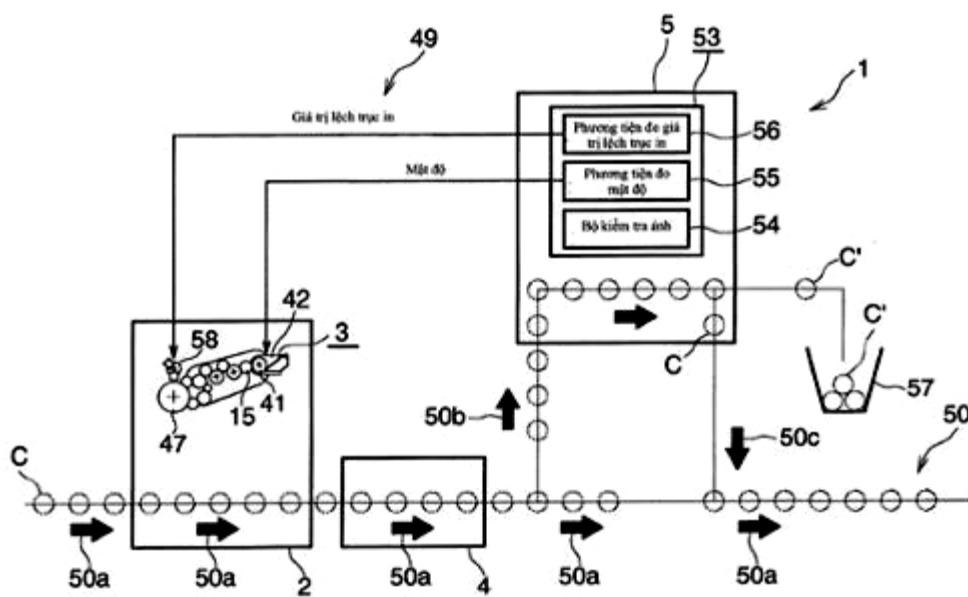 5
53
49
1
Giá trị lệch trục in
Phương tiện đo giá
trị lệch trục in
56
Mật độ
Phương tiện đo
mật độ
55
Bộ kiểm tra ảnh
54
C'
42
58
3
C
C'
57
15
41
47
50b
50c
50
C
50a
50a
2
50a
4
50a
50a